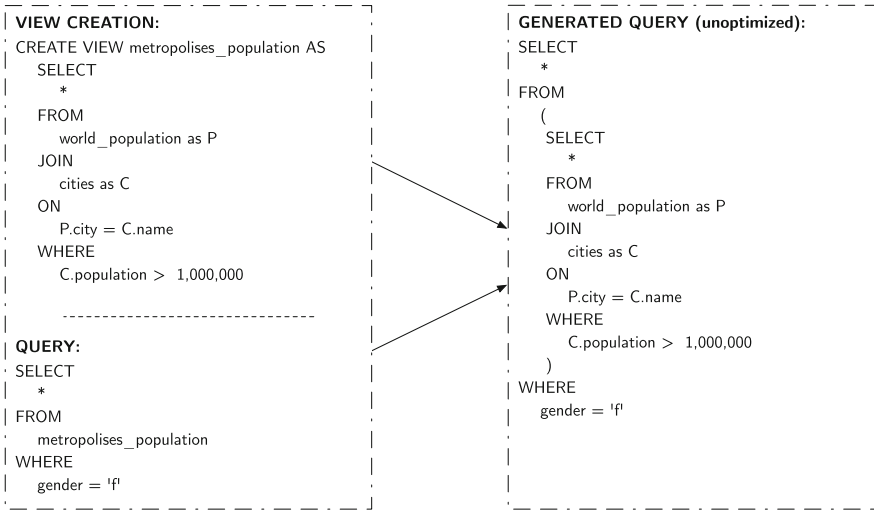 VIEW CREATION:
CREATE VIEW metropolises_population AS
SELECT
*
FROM
world_population as P
JOIN
cities as C
ON
P.city = C.name
WHERE
C.population > 1,000,000
QUERY:
SELECT
*
FROM
metropolises_population
WHERE
gender = 'f'
GENERATED QUERY (unoptimized):
SELECT
*
FROM
(
SELECT
*
FROM
world_population as P
JOIN
cities as C
ON
P.city = C.name
WHERE
C.population > 1,000,000
)
WHERE
gender = 'f'